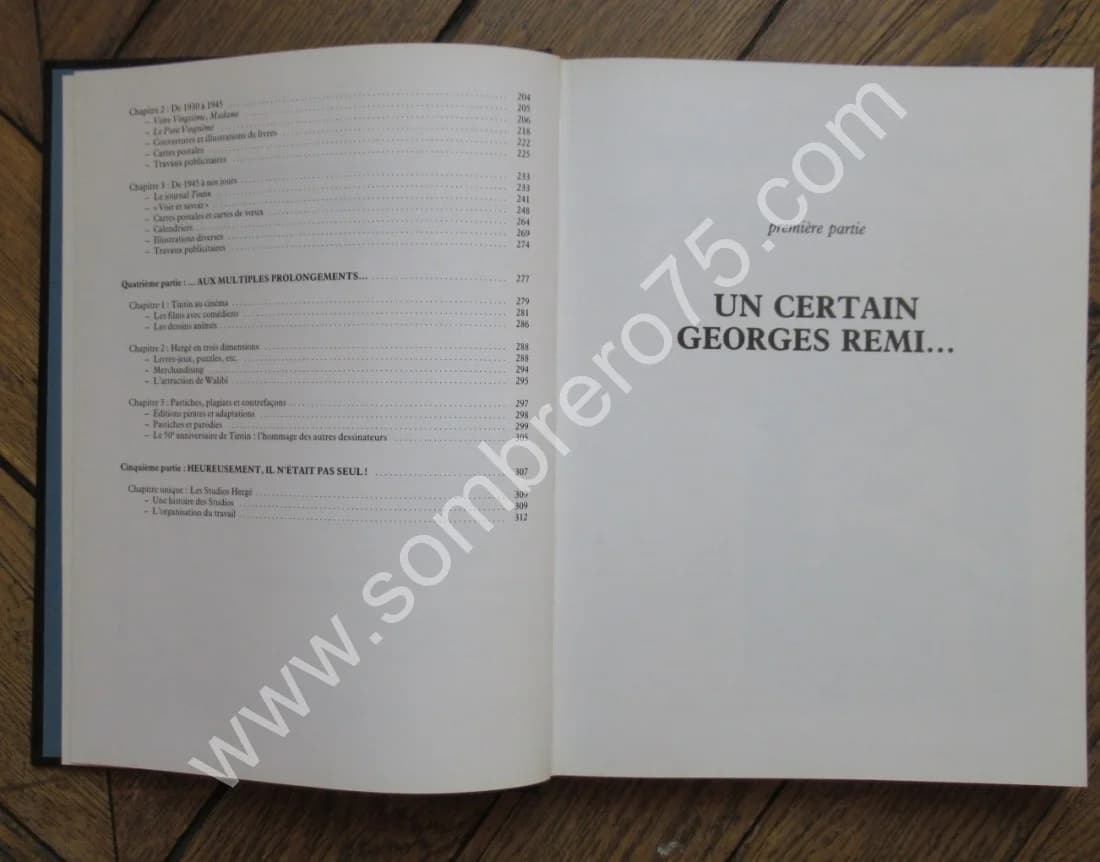 Chapitre 2 : De 1930 à 1945 204
– Votre Vingtième, Madame 205
– Le Petit Vingtième 206
– Couvertures et illustrations de livres 218
– Cartes postales 222
– Travaux publicitaires 225
Chapitre 3 : De 1945 à nos jours 233
– Le journal Tintin 233
– «Voir et savoir» 241
– Cartes postales et cartes de vœux 248
– Calendriers 264
– Illustrations diverses 269
– Travaux publicitaires 274
Quatrième partie : ... AUX MULTIPLES PROLONGEMENTS... 277
Chapitre 1 : Tintin au cinéma 279
– Les films avec comédiens 281
– Les dessins animés 286
Chapitre 2 : Hergé en trois dimensions 288
– Livres-jeux, puzzles, etc. 288
– Merchandising 294
– L'attraction de Walibi 295
Chapitre 3 : Pastiches, plagiats et contrefaçons 297
– Éditions pirates et adaptations 298
– Pastiches et parodies 299
– Le 50e anniversaire de Tintin : l'hommage des autres dessinateurs 305
Cinquième partie : HEUREUSEMENT, IL N'ÉTAIT PAS SEUL ! 307
Chapitre unique : Les Studios Hergé 309
– Une histoire des Studios 309
– L'organisation du travail 312
première partie
UN CERTAIN
GEORGES REMI...
www.sombrero75.com